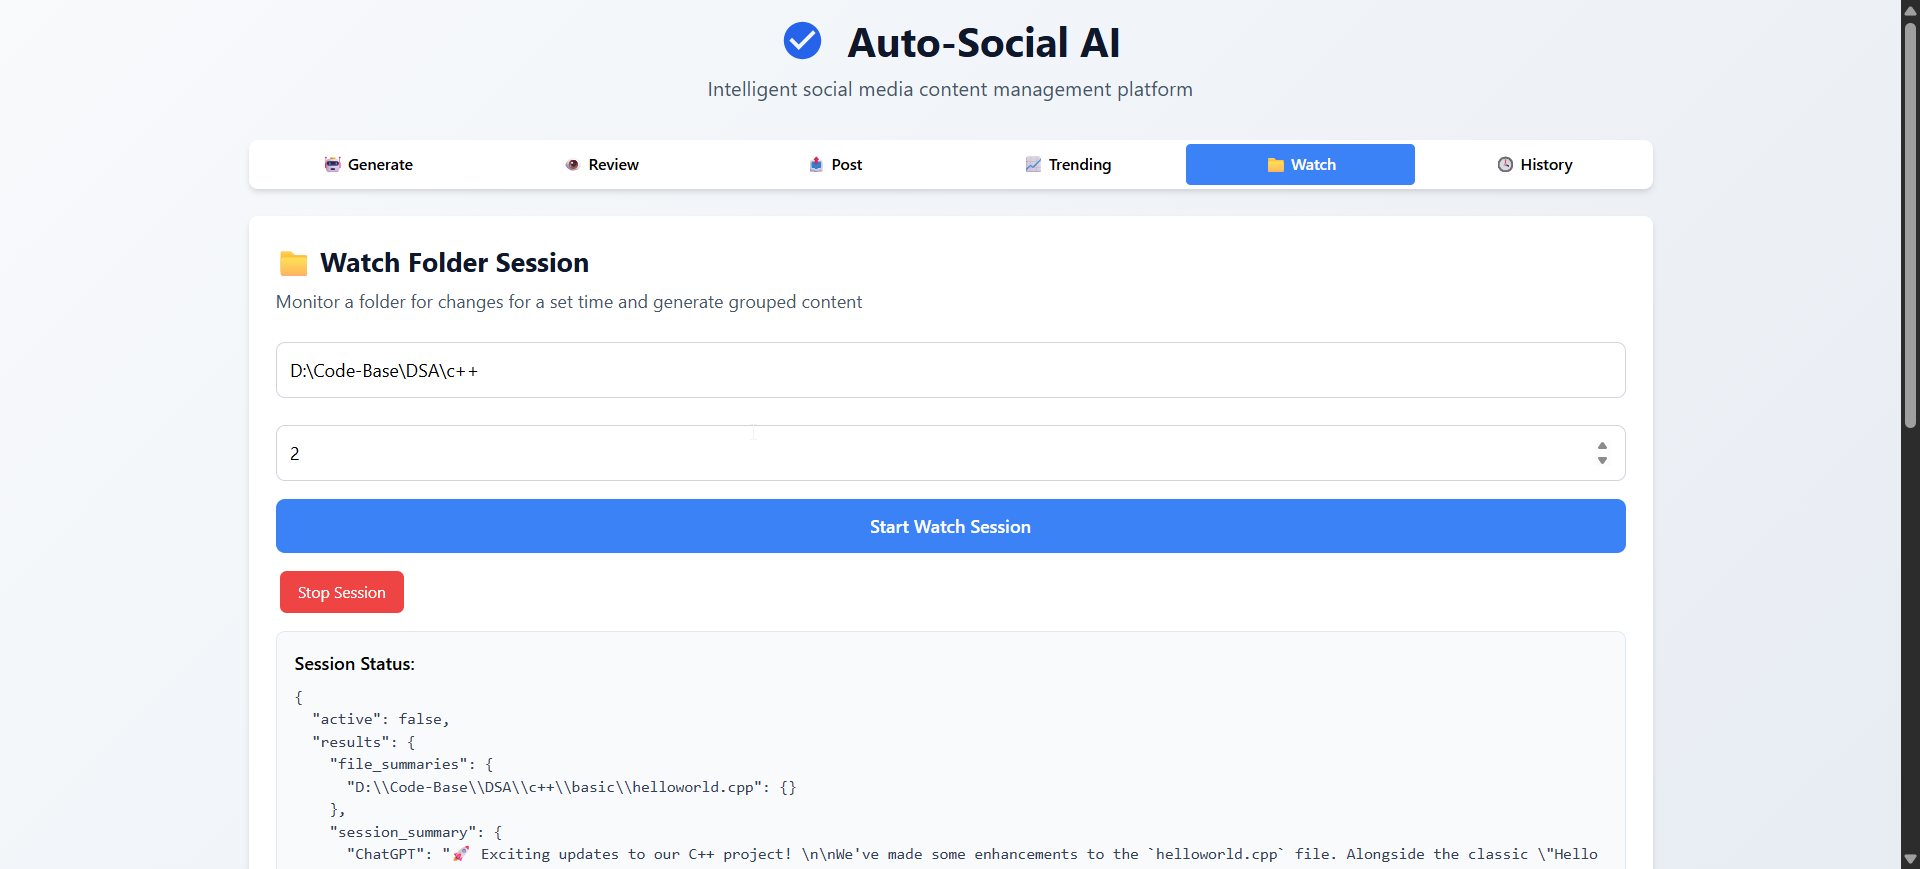 Auto-Social AI
Intelligent social media content management platform
Generate Review Post Trending Watch History
Watch Folder Session
Monitor a folder for changes for a set time and generate grouped content
D:\Code-Base\DSA\c++
2
Start Watch Session
Stop Session
Session Status:
{
  "active": false,
  "results": {
    "file_summaries": {
      "D:\\Code-Base\\DSA\\c++\\basic\\helloworld.cpp": {}
    },
    "session_summary": {
      "ChatGPT": "🚀 Exciting updates to our C++ project! \n\nWe've made some enhancements to the `helloworld.cpp` file. Alongside the classic \"Hello